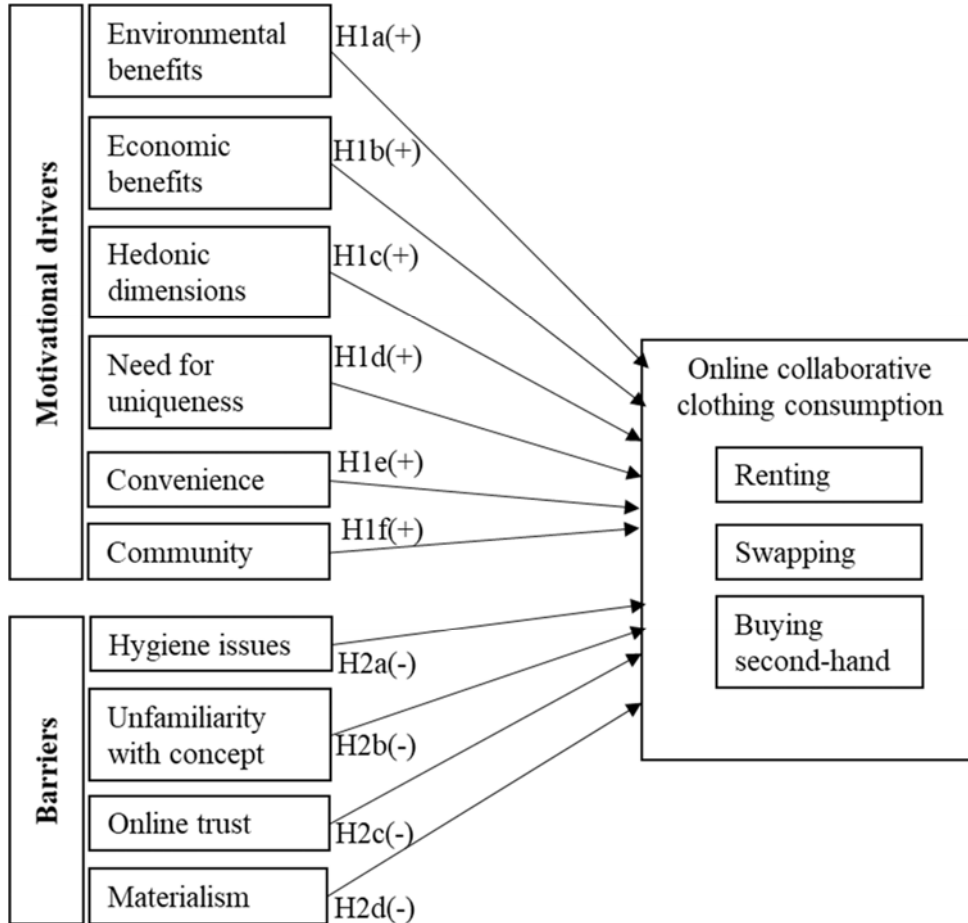 Motivational drivers
Environmental
benefits
H1a(+)
Economic
benefits
H1b(+)
Hedonic
dimensions
H1c(+)
Need for
uniqueness
H1d(+)
Convenience
H1e(+)
Community
H1f(+)
Barriers
Hygiene issues
H2a(-)
Unfamiliarity
with concept
H2b(-)
Online trust
H2c(-)
Materialism
H2d(-)
Online collaborative
clothing consumption
Renting
Swapping
Buying
second-hand